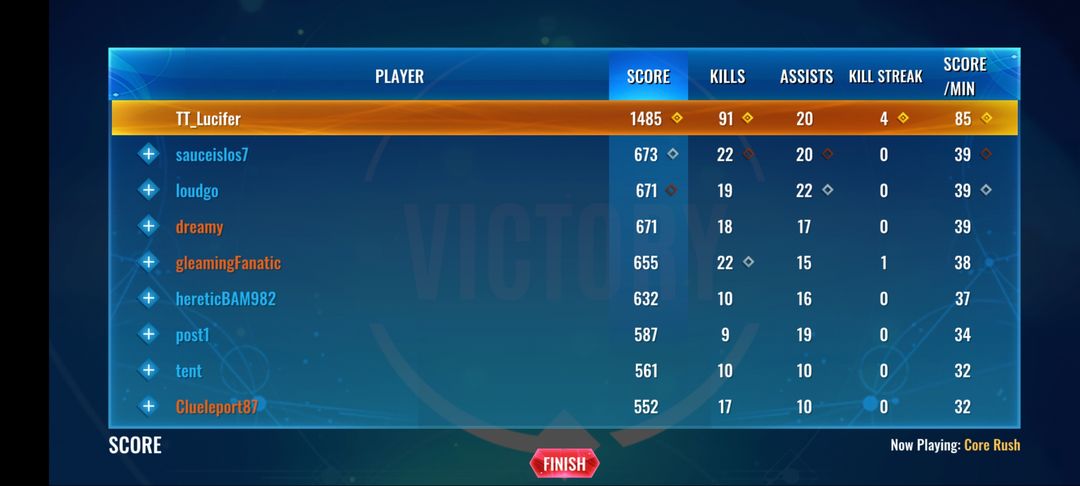 PLAYER SCORE KILLS ASSISTS KILL STREAK SCORE /MIN
TT_Lucifer 1485 91 20 4 85
sauceislos7 673 22 20 0 39
loudgo 671 19 22 0 39
dreamy 671 18 17 0 39
gleamingFanatic 655 22 15 1 38
hereticBAM982 632 10 16 0 37
post1 587 9 19 0 34
tent 561 10 10 0 32
Clueleport87 552 17 10 0 32
VICTORY
SCORE
Now Playing: Core Rush
FINISH